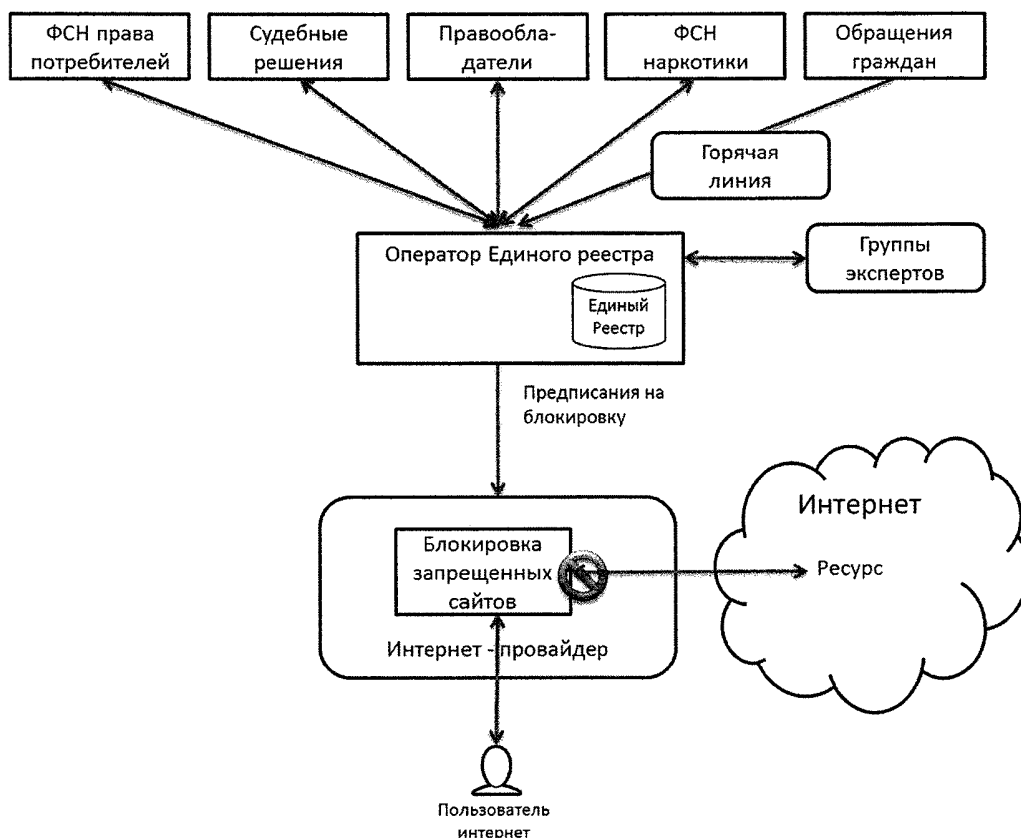 ФСН права
потребителей
Судебные
решения
Правообла-
датели
ФСН
наркотики
Обращения
граждан
Горячая
линия
Оператор Единого реестра
Единый
Реестр
Группы
экспертов
Предписания на
блокировку
Интернет
Ресурс
Блокировка
запрещенных
сайтов
Интернет - провайдер
Пользователь
интернет